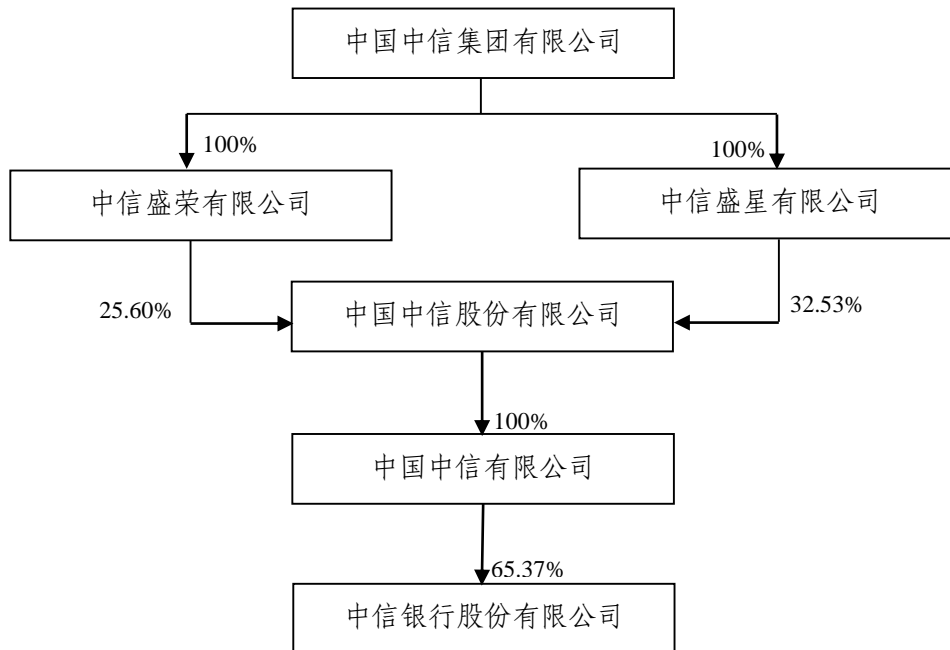 中国中信集团有限公司
100%
100%
中信盛荣有限公司
中信盛星有限公司
25.60%
中国中信股份有限公司
32.53%
100%
中国中信有限公司
65.37%
中信银行股份有限公司